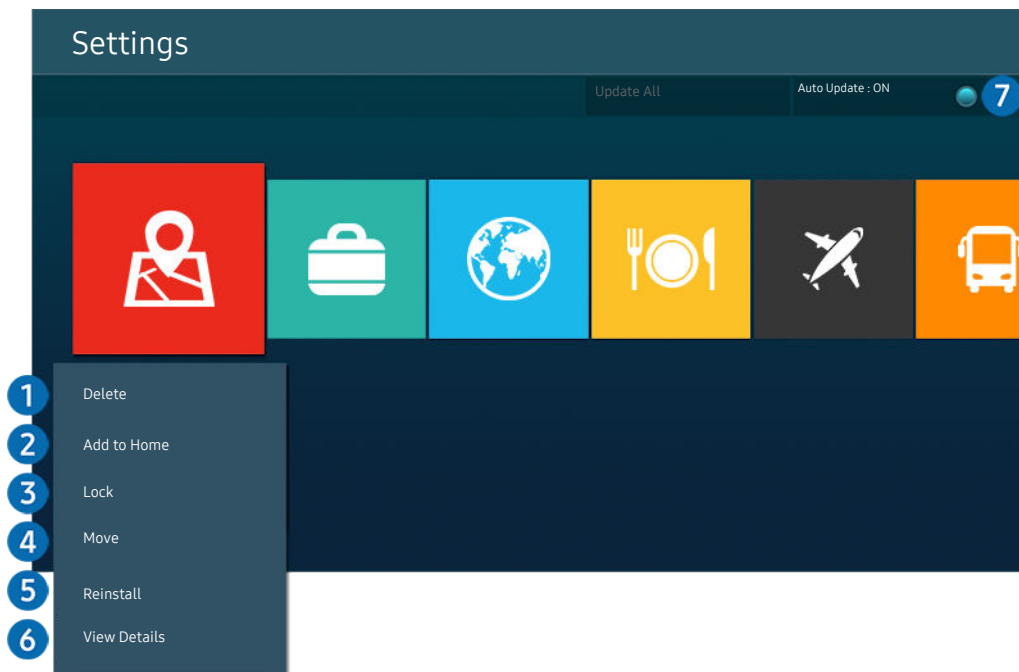 Settings
Update All
Auto Update : ON
7
1 Delete
2 Add to Home
3 Lock
4 Move
5 Reinstall
6 View Details